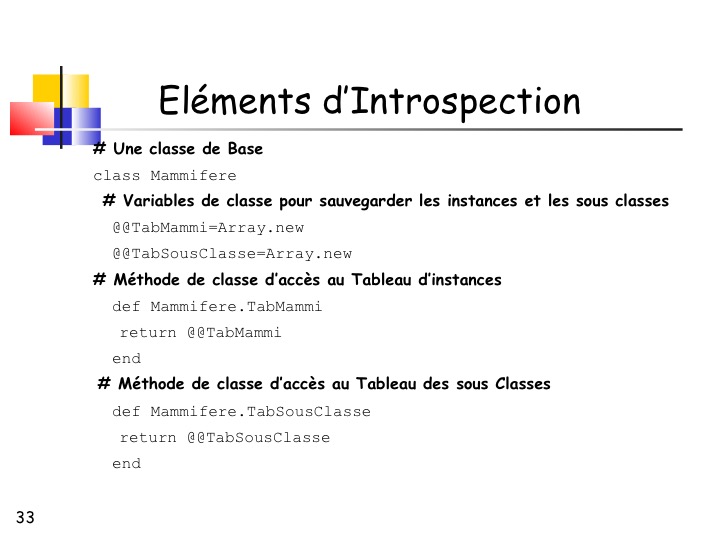 Eléments d'Introspection
# Une classe de Base
class Mammifere
# Variables de classe pour sauvegarder les instances et les sous classes
@@TabMammi=Array.new
@@TabSousClasse=Array.new
# Méthode de classe d'accès au Tableau d'instances
def Mammifere.TabMammi
return @@TabMammi
end
# Méthode de classe d'accès au Tableau des sous Classes
def Mammifere.TabSousClasse
return @@TabSousClasse
end
33